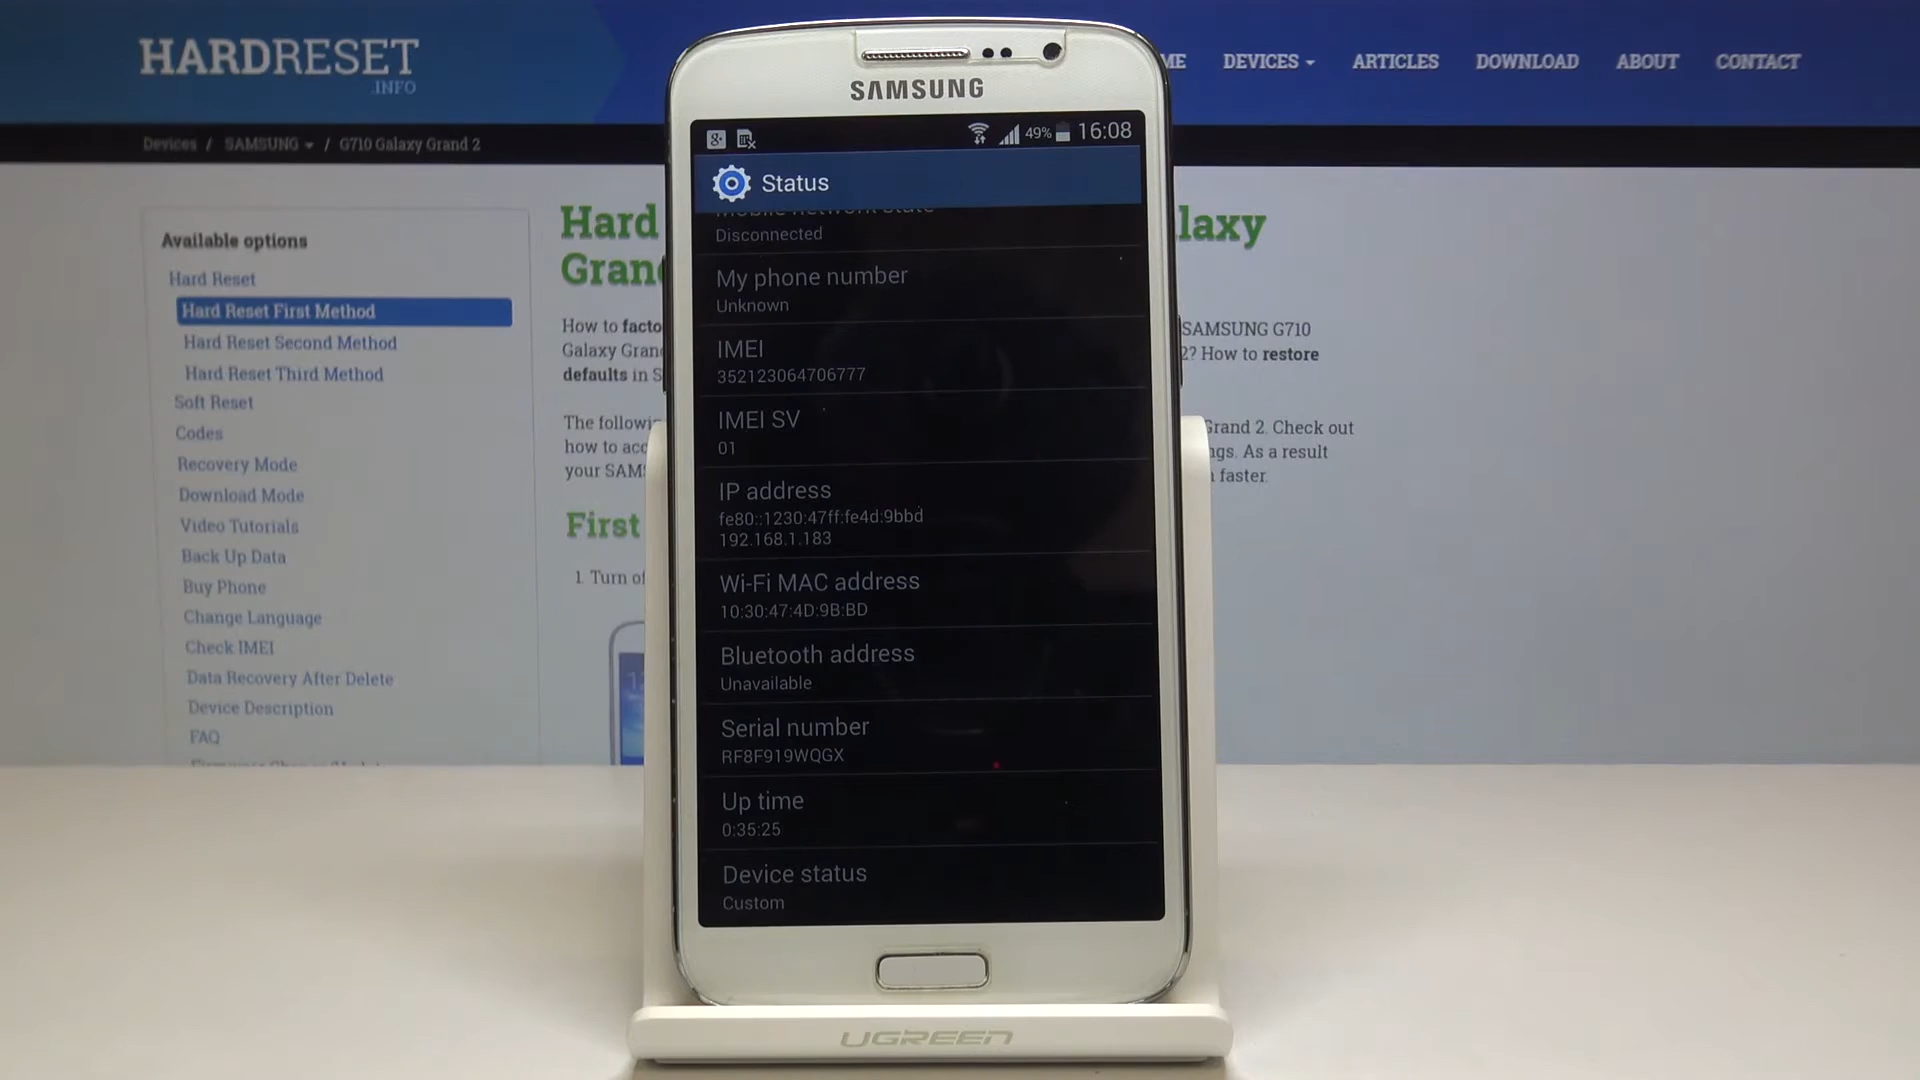 HARDRESET
.INFO
ME DEVICES ARTICLES DOWNLOAD ABOUT CONTACT
Devices / SAMSUNG / G710 Galaxy Grand 2
Available options
Hard Reset
Hard Reset First Method
Hard Reset Second Method
Hard Reset Third Method
Soft Reset
Codes
Recovery Mode
Download Mode
Video Tutorials
Back Up Data
Buy Phone
Change Language
Check IMEI
Data Recovery After Delete
Device Description
FAQ
Hard laxy
Gran
How to facto SAMSUNG G710
Galaxy Gran 2? How to restore
defaults in S
The followi Grand 2. Check out
how to acc ngs. As a result
your SAM faster.
First
1. Turn of
SAMSUNG
49% 16:08
Status
Mobile network state
Disconnected
My phone number
Unknown
IMEI
352123064706777
IMEI SV
01
IP address
fe80::1230:47ff:fe4d:9bbd
192.168.1.183
Wi-Fi MAC address
10:30:47:4D:9B:BD
Bluetooth address
Unavailable
Serial number
RF8F919WQGX
Up time
0:35:25
Device status
Custom
UGREEN